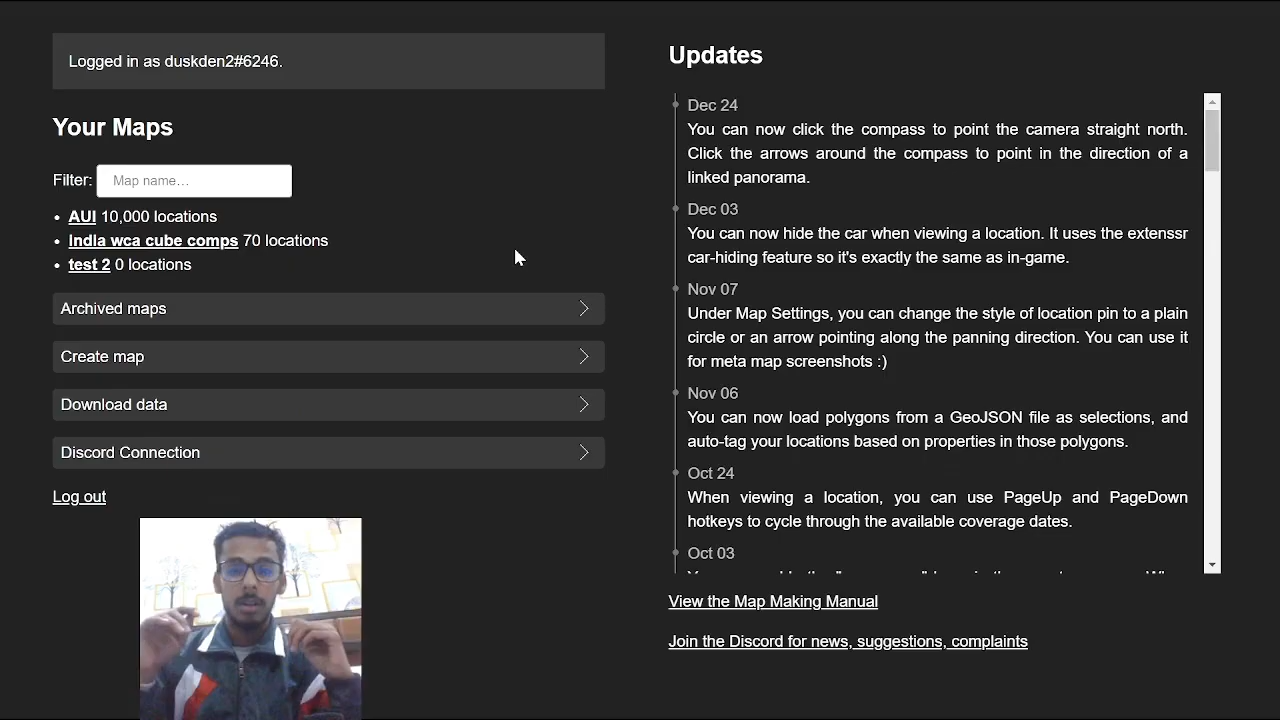 Logged in as duskden2#6246.
Your Maps
Filter: Map name...
AUI 10,000 locations
India wca cube comps 70 locations
test 2 0 locations
Archived maps
Create map
Download data
Discord Connection
Log out
Updates
Dec 24
You can now click the compass to point the camera straight north.
Click the arrows around the compass to point in the direction of a
linked panorama.
Dec 03
You can now hide the car when viewing a location. It uses the extenssr
car-hiding feature so it's exactly the same as in-game.
Nov 07
Under Map Settings, you can change the style of location pin to a plain
circle or an arrow pointing along the panning direction. You can use it
for meta map screenshots :)
Nov 06
You can now load polygons from a GeoJSON file as selections, and
auto-tag your locations based on properties in those polygons.
Oct 24
When viewing a location, you can use PageUp and PageDown
hotkeys to cycle through the available coverage dates.
Oct 03
View the Map Making Manual
Join the Discord for news, suggestions, complaints